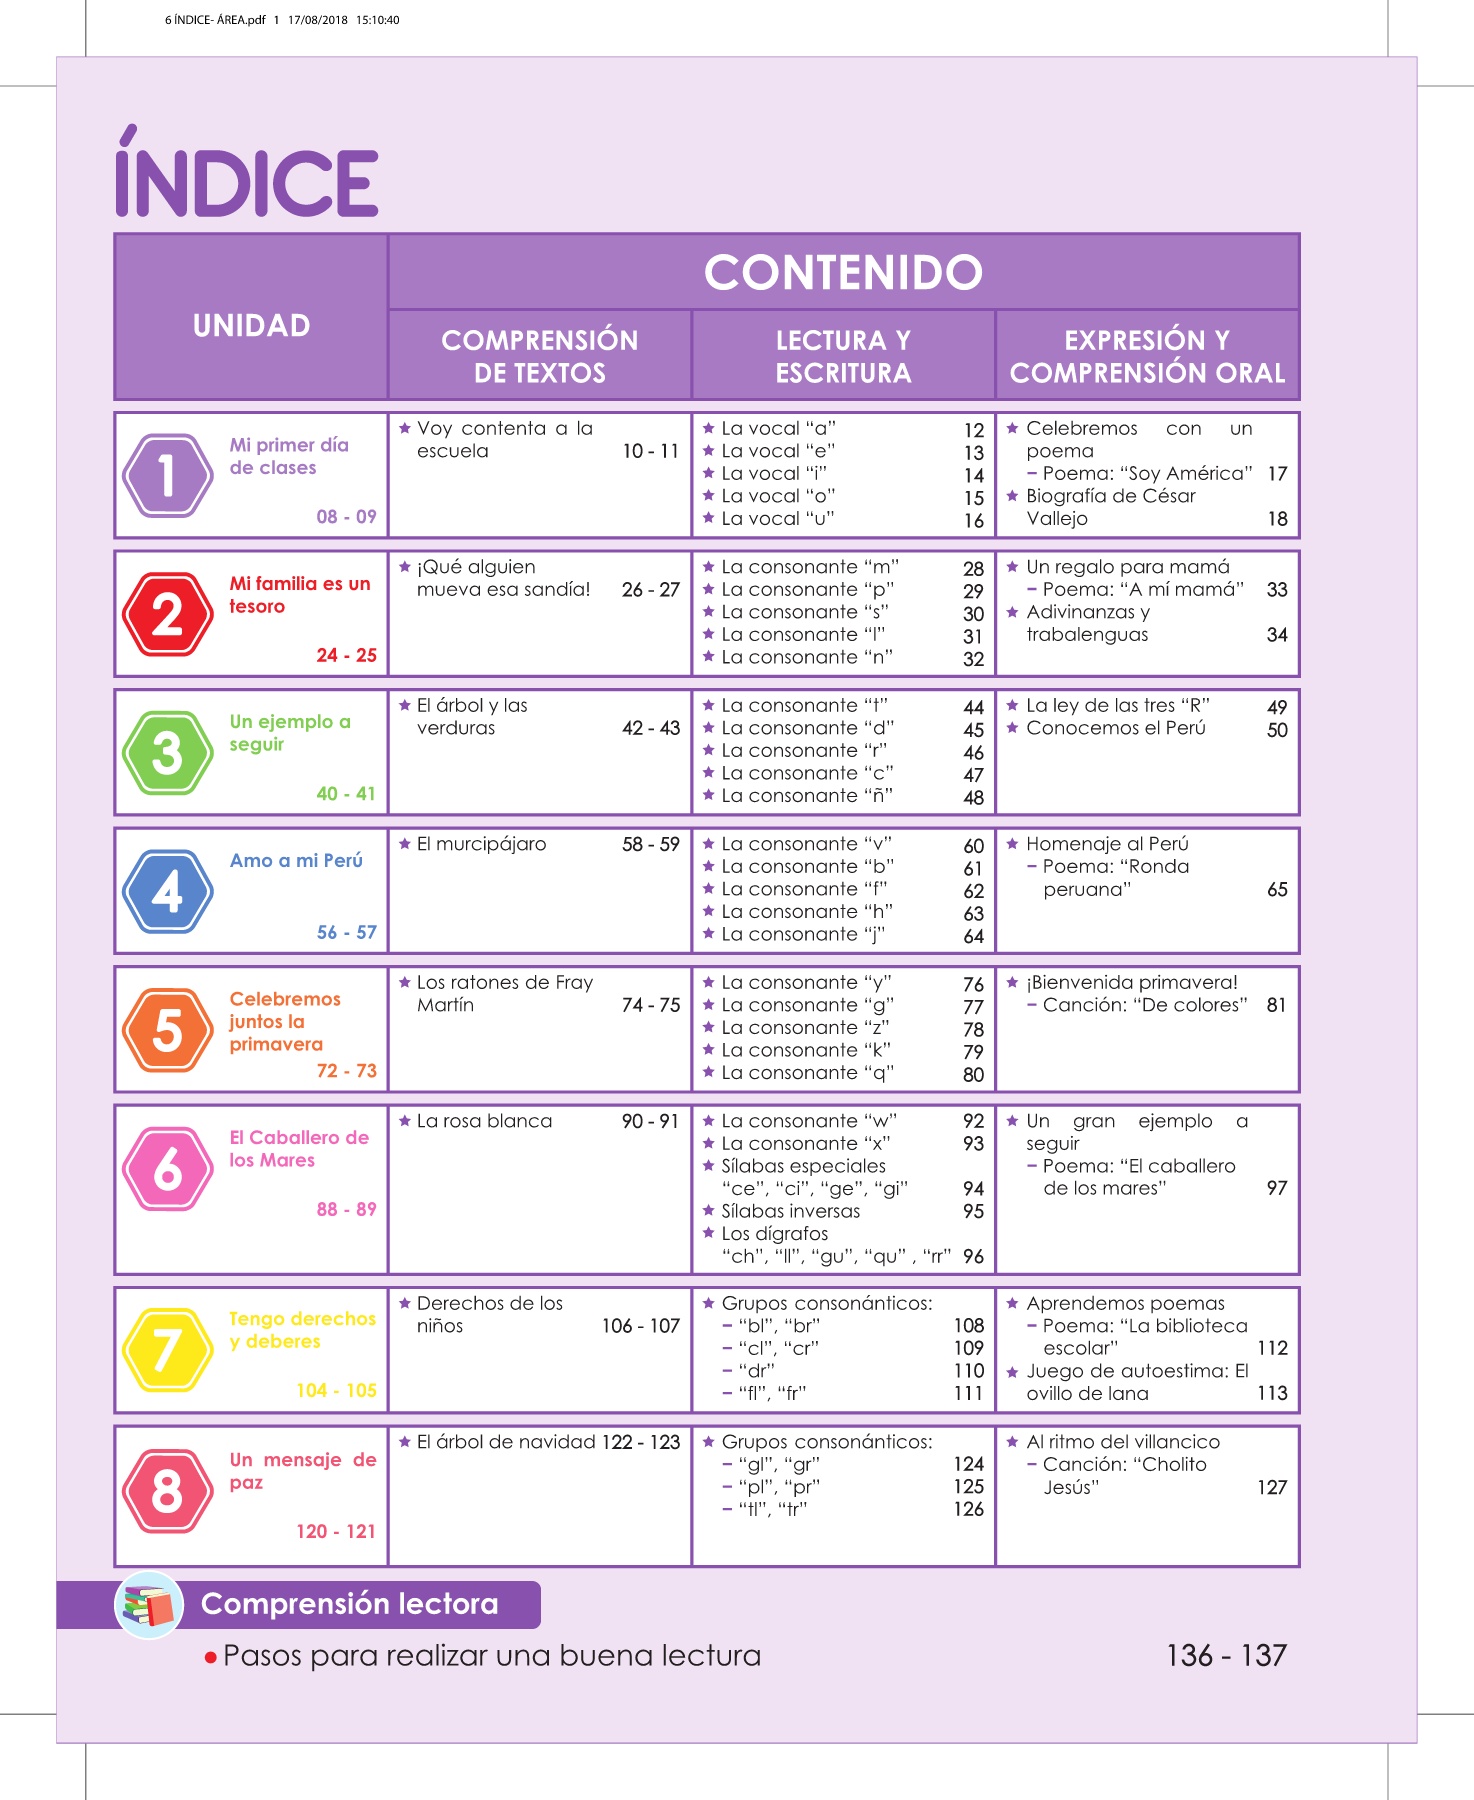 6 ÍNDICE- ÁREA.pdf 1 17/08/2018 15:10:40
ÍNDICE
UNIDAD
CONTENIDO
COMPRENSIÓN
DE TEXTOS
LECTURA Y
ESCRITURA
EXPRESIÓN Y
COMPRENSIÓN ORAL
1
Mi primer día
de clases
08 - 09
Voy contenta a la
escuela 10 - 11
La vocal “a” 12
La vocal “e” 13
La vocal “i” 14
La vocal “o” 15
La vocal “u” 16
Celebremos con un
poema
– Poema: “Soy América” 17
Biografía de César
Vallejo 18
2
Mi familia es un
tesoro
24 - 25
¡Qué alguien
mueva esa sandía! 26 - 27
La consonante “m” 28
La consonante “p” 29
La consonante “s” 30
La consonante “l” 31
La consonante “n” 32
Un regalo para mamá
– Poema: “A mí mamá” 33
Adivinanzas y
trabalenguas 34
3
Un ejemplo a
seguir
40 - 41
El árbol y las
verduras 42 - 43
La consonante “t” 44
La consonante “d” 45
La consonante “r” 46
La consonante “c” 47
La consonante “ñ” 48
La ley de las tres “R” 49
Conocemos el Perú 50
4
Amo a mi Perú
56 - 57
El murcipájaro 58 - 59
La consonante “v” 60
La consonante “b” 61
La consonante “f” 62
La consonante “h” 63
La consonante “j” 64
Homenaje al Perú
– Poema: “Ronda
peruana” 65
5
Celebremos
juntos la
primavera
72 - 73
Los ratones de Fray
Martín 74 - 75
La consonante “y” 76
La consonante “g” 77
La consonante “z” 78
La consonante “k” 79
La consonante “q” 80
¡Bienvenida primavera!
– Canción: “De colores” 81
6
El Caballero de
los Mares
88 - 89
La rosa blanca 90 - 91
La consonante “w” 92
La consonante “x” 93
Sílabas especiales
“ce”, “ci”, “ge”, “gi” 94
Sílabas inversas 95
Los dígrafos
“ch”, “ll”, “gu”, “qu” , “rr” 96
Un gran ejemplo a
seguir
– Poema: “El caballero
de los mares” 97
7
Tengo derechos
y deberes
104 - 105
Derechos de los
niños 106 - 107
Grupos consonánticos:
– “bl”, “br” 108
– “cl”, “cr” 109
– “dr” 110
– “fl”, “fr” 111
Aprendemos poemas
– Poema: “La biblioteca
escolar” 112
Juego de autoestima: El
ovillo de lana 113
8
Un mensaje de
paz
120 - 121
El árbol de navidad 122 - 123
Grupos consonánticos:
– “gl”, “gr” 124
– “pl”, “pr” 125
– “tl”, “tr” 126
Al ritmo del villancico
– Canción: “Cholito
Jesús” 127
Comprensión lectora
Pasos para realizar una buena lectura 136 - 137